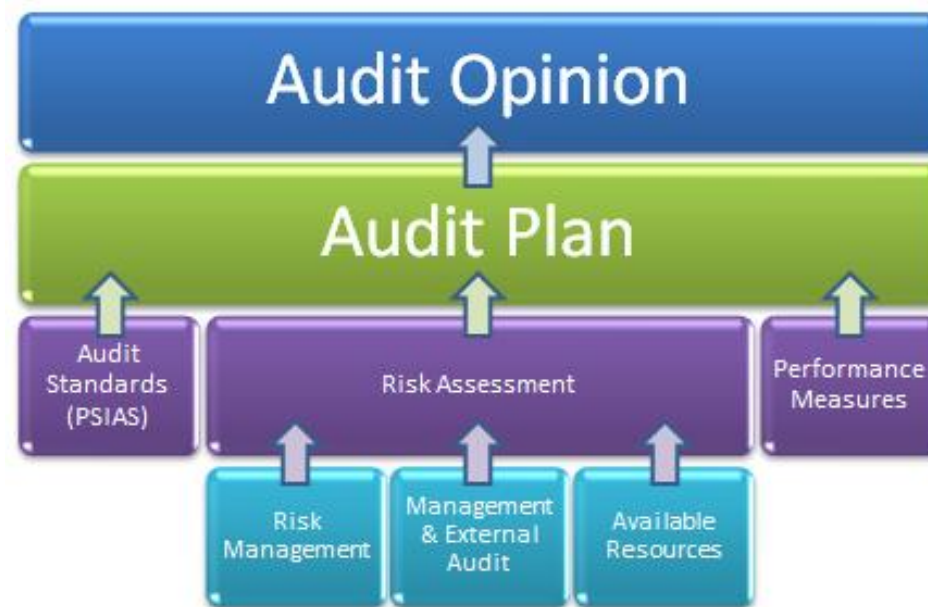 Audit Opinion
Audit Plan
Audit
Standards
(PSIAS)
Risk Assessment
Performance
Measures
Risk
Management
Management
& External
Audit
Available
Resources